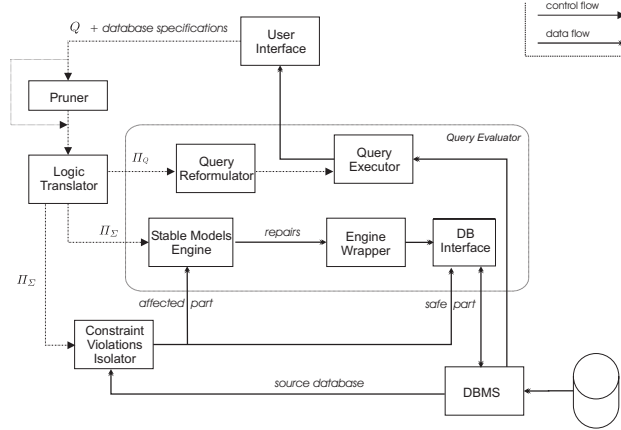 control flow
Q + database specifications
User
Interface
data flow
Pruner
Query Evaluator
Π_Q
Query
Reformulator
Query
Executor
Logic
Translator
Π_Σ
Stable Models
Engine
repairs
Engine
Wrapper
DB
Interface
Π_Σ
affected part
safe part
Constraint
Violations
Isolator
source database
DBMS